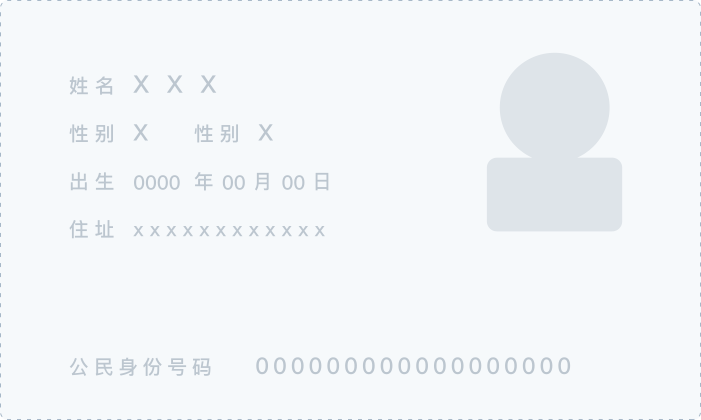 姓名 X X X
性别 X 性别 X
出生 0000 年 00 月 00 日
住址 x x x x x x x x x x x x
公民身份号码 000000000000000000